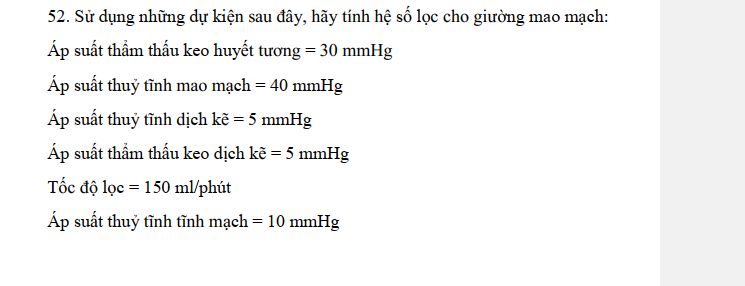 52. Sử dụng những dự kiện sau đây, hãy tính hệ số lọc cho giường mao mạch:
Áp suất thẩm thấu keo huyết tương = 30 mmHg
Áp suất thuỷ tĩnh mao mạch = 40 mmHg
Áp suất thuỷ tĩnh dịch kẽ = 5 mmHg
Áp suất thẩm thấu keo dịch kẽ = 5 mmHg
Tốc độ lọc = 150 ml/phút
Áp suất thuỷ tĩnh tĩnh mạch = 10 mmHg